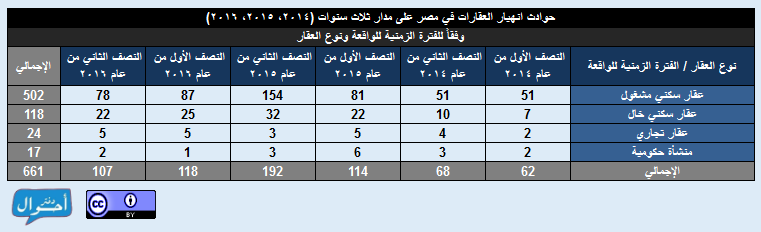 حوادث انهيار العقارات في مصر على مدار ثلاث سنوات (٢٠١٤، ٢٠١٥، ٢٠١٦)
وفقاً للفترة الزمنية للواقعة ونوع العقار
نوع العقار / الفترة الزمنية للواقعة النصف الأول من عام ٢٠١٤ النصف الثاني من عام ٢٠١٤ النصف الأول من عام ٢٠١٥ النصف الثاني من عام ٢٠١٥ النصف الأول من عام ٢٠١٦ النصف الثاني من عام ٢٠١٦ الإجمالي
عقار سكني مشغول 51 51 81 154 87 78 502
عقار سكني خال 7 10 22 32 25 22 118
عقار تجاري 2 4 5 3 5 5 24
منشأة حكومية 2 3 6 3 1 2 17
الإجمالي 62 68 114 192 118 107 661
دفتر أحوال
cc BY